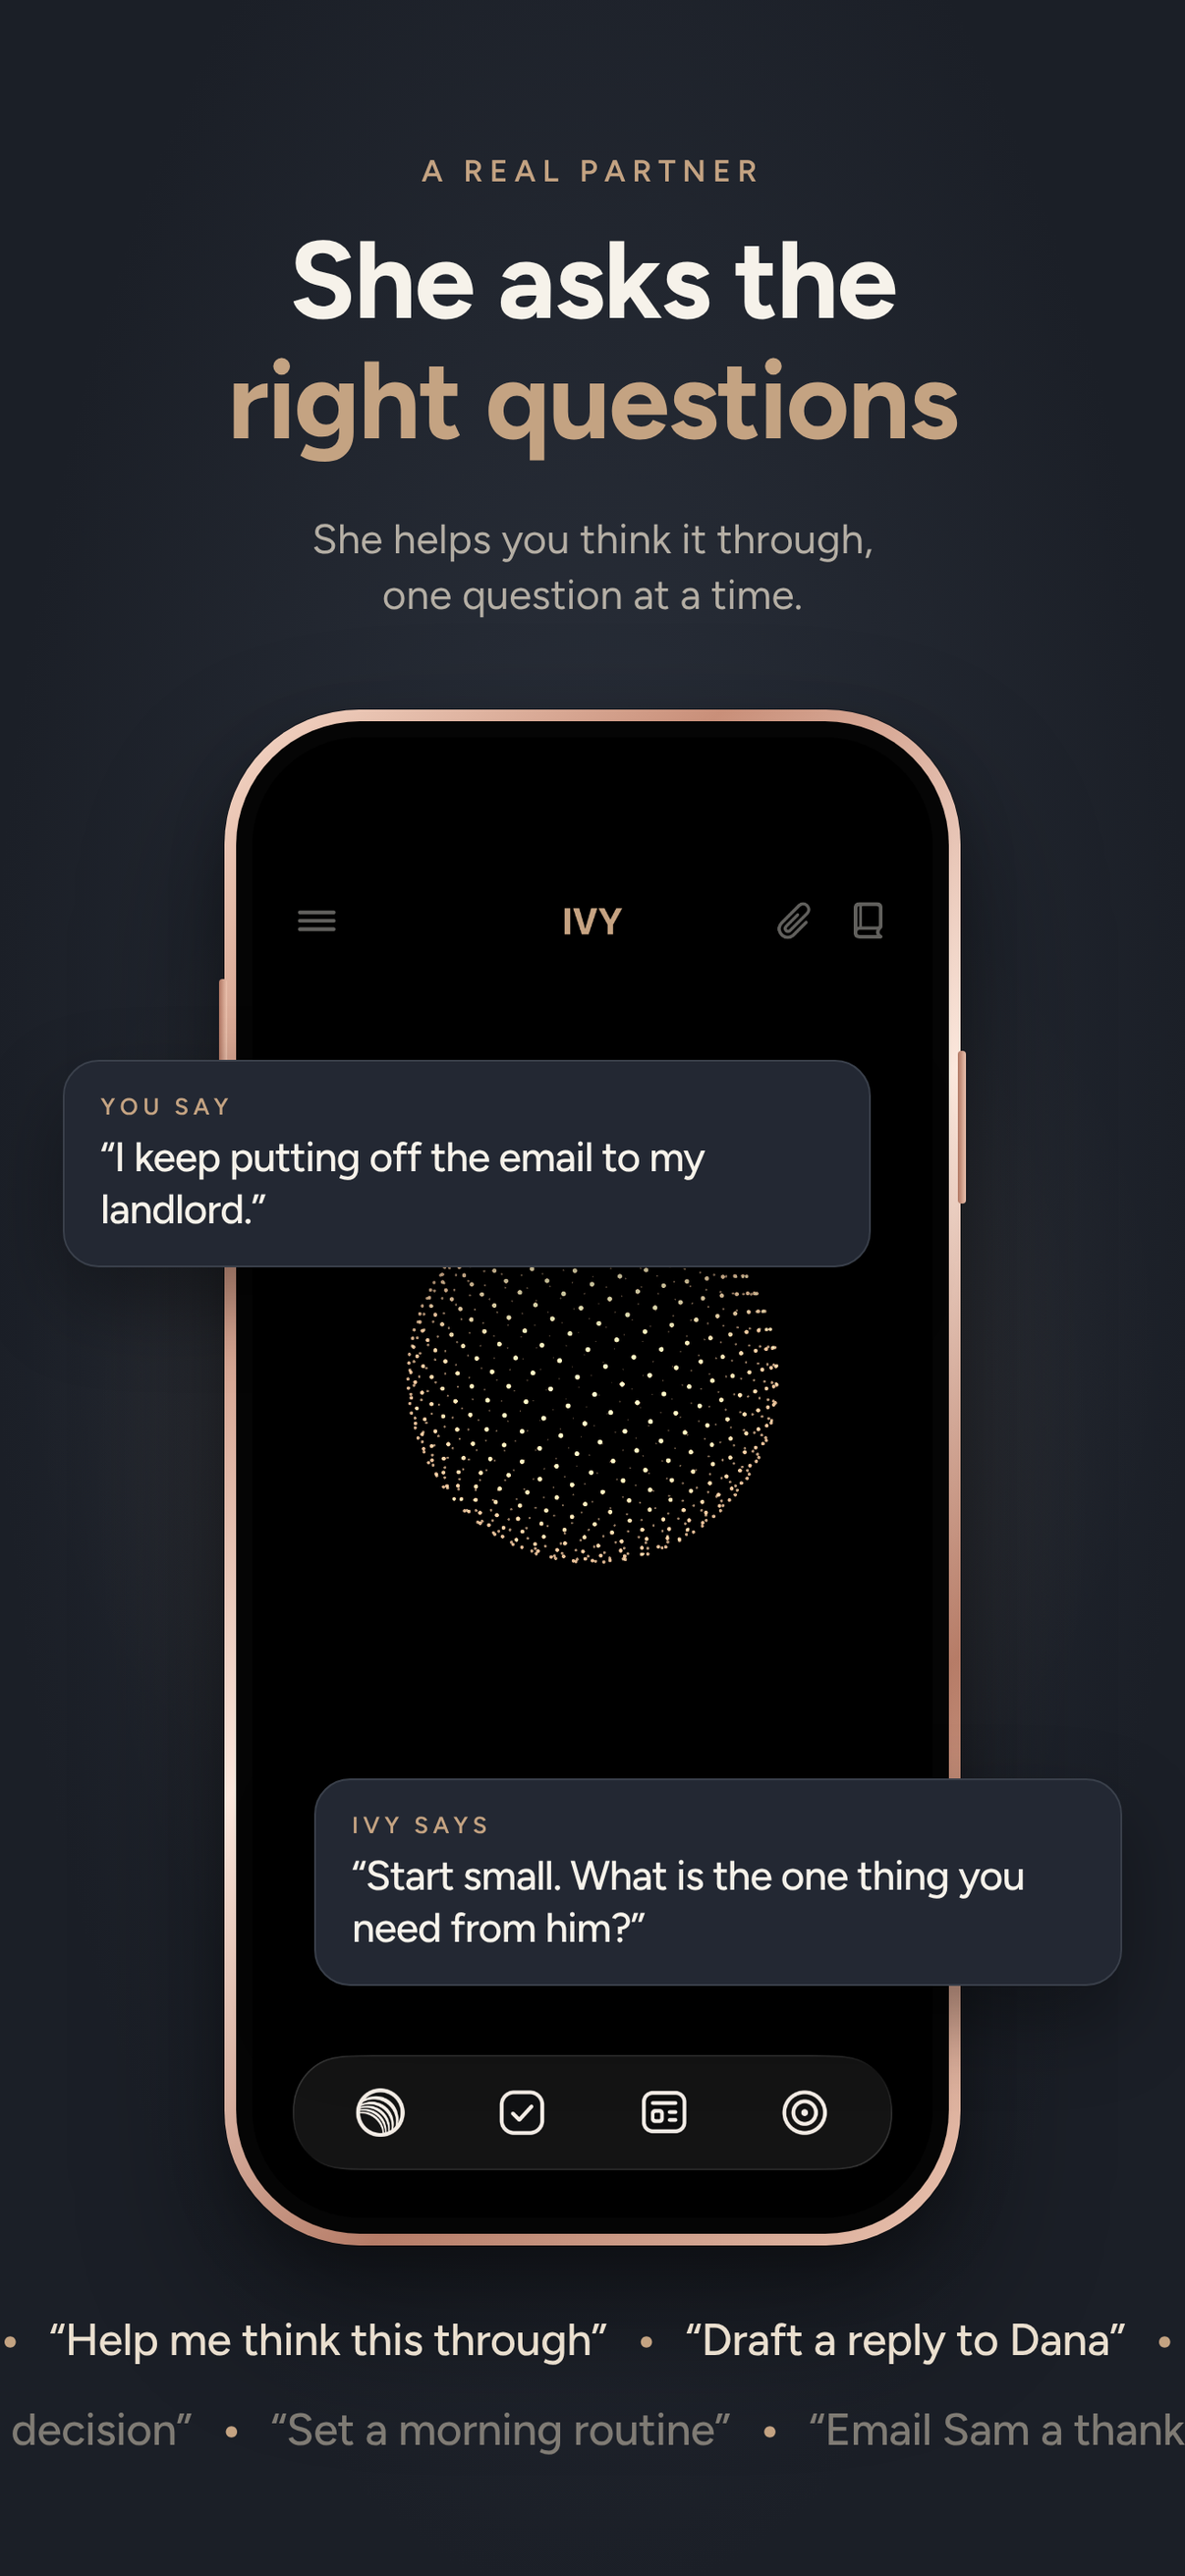 A REAL PARTNER
She asks the
right questions
She helps you think it through,
one question at a time.
IVY
YOU SAY
“I keep putting off the email to my
landlord.”
IVY SAYS
“Start small. What is the one thing you
need from him?”
• “Help me think this through” • “Draft a reply to Dana” •
decision” • “Set a morning routine” • “Email Sam a thank